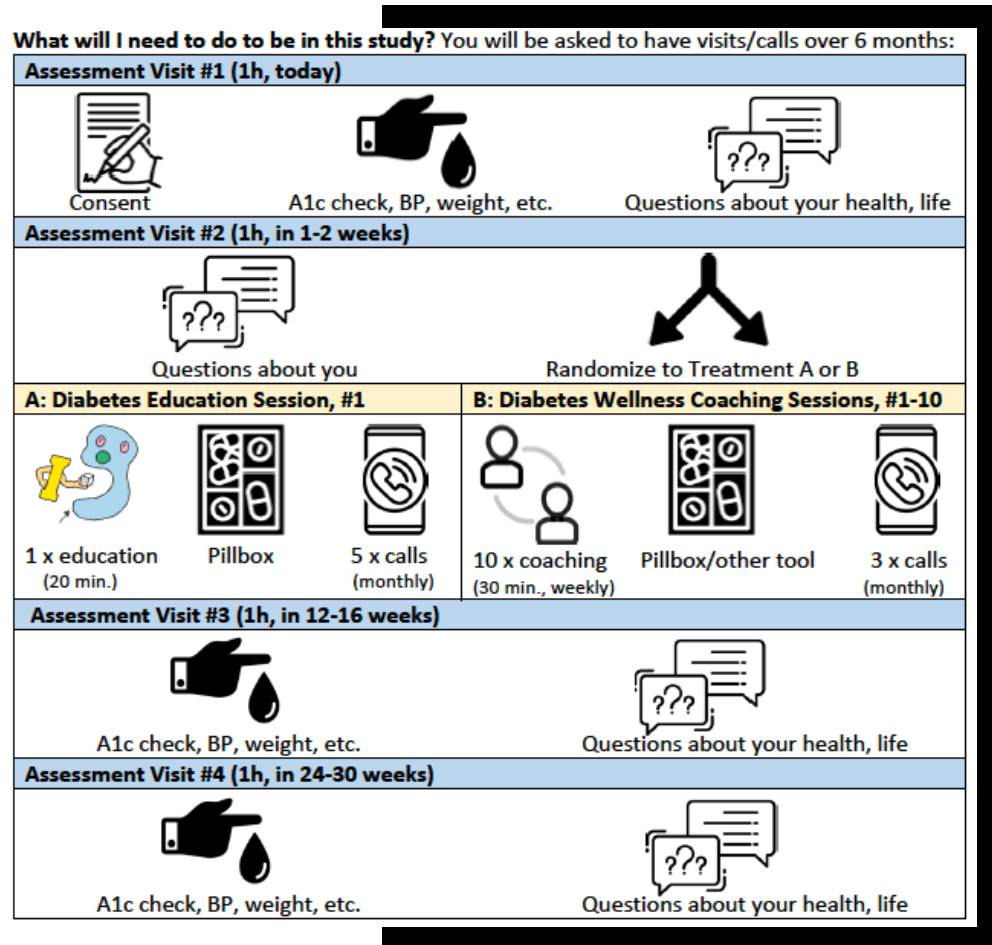 What will I need to do to be in this study? You will be asked to have visits/calls over 6 months:
Assessment Visit #1 (1h, today)
???
Consent
A1c check, BP, weight, etc.
Questions about your health, life
Assessment Visit #2 (1h, in 1-2 weeks)
???
Questions about you
Randomize to Treatment A or B
A: Diabetes Education Session, #1
B: Diabetes Wellness Coaching Sessions, #1-10
1 x education
(20 min.)
Pillbox
5 x calls
(monthly)
10 x coaching
(30 min., weekly)
Pillbox/other tool
3 x calls
(monthly)
Assessment Visit #3 (1h, in 12-16 weeks)
???
A1c check, BP, weight, etc.
Questions about your health, life
Assessment Visit #4 (1h, in 24-30 weeks)
???
A1c check, BP, weight, etc.
Questions about your health, life